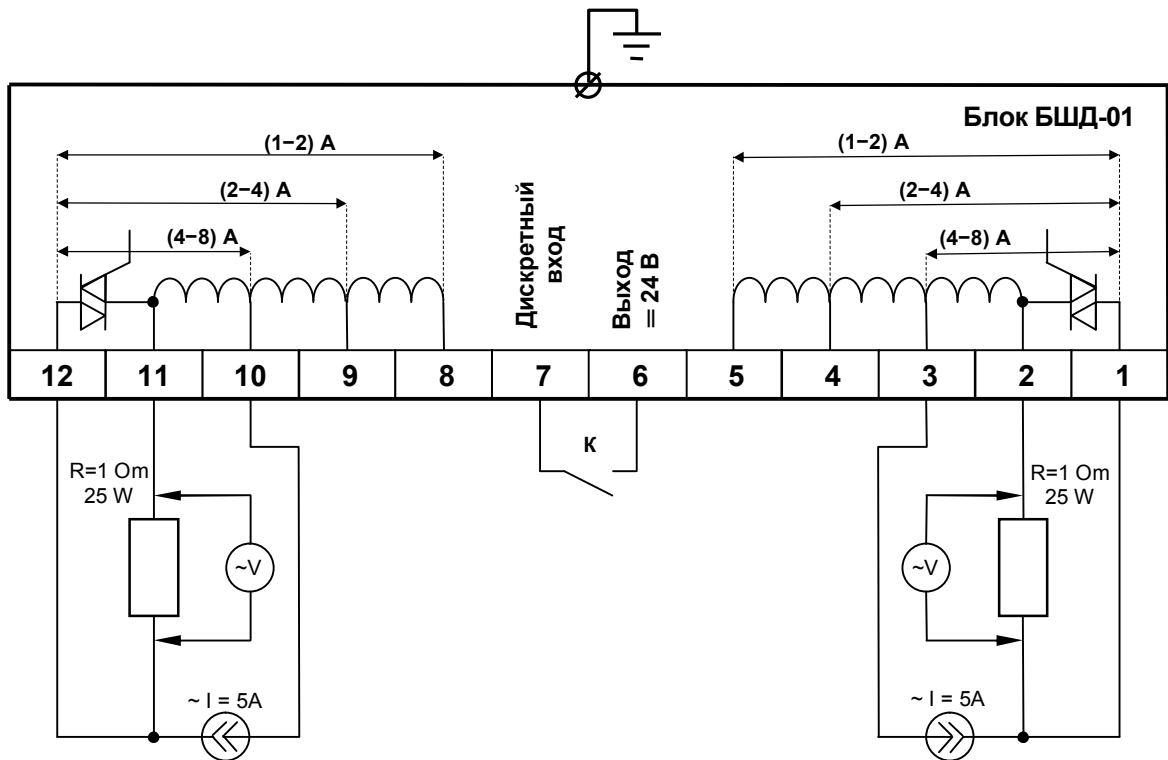 Блок БШД-01
(1−2) А
(1−2) А
(2−4) А
(2−4) А
(4−8) А
(4−8) А
Дискретный
вход
Выход
= 24 В
12 11 10 9 8 7 6 5 4 3 2 1
К
R=1 Om
25 W
R=1 Om
25 W
~V
~V
~ I = 5A
~ I = 5A